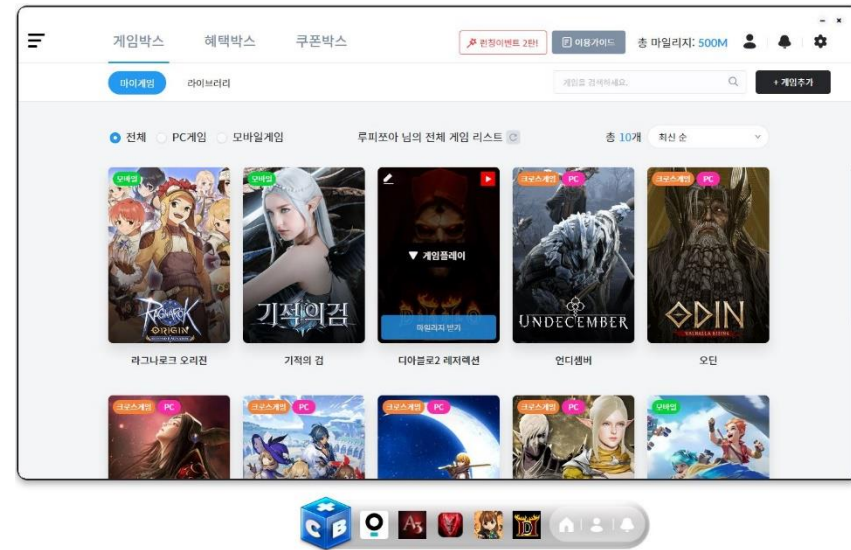 게임박스 혜택박스 쿠폰박스 런칭이벤트 2탄! 이용가이드 총 마일리지: 500M
마이게임 라이브러리 게임을 검색하세요. + 게임추가
전체 PC게임 모바일게임 루피쪼아 님의 전체 게임 리스트 총 10개 최신 순
모바일 모바일 크로스게임 PC 크로스게임 PC
▼ 게임플레이
RAGNAROK
ORIGIN
기적의검
마일리지 받기
UNDECEMBER
ODIN
VALHALLA RISING
라그나로크 오리진 기적의 검 디아블로2 레저렉션 언디셈버 오딘
크로스게임 PC 크로스게임 PC 크로스게임 PC 크로스게임 PC 모바일
C B A3